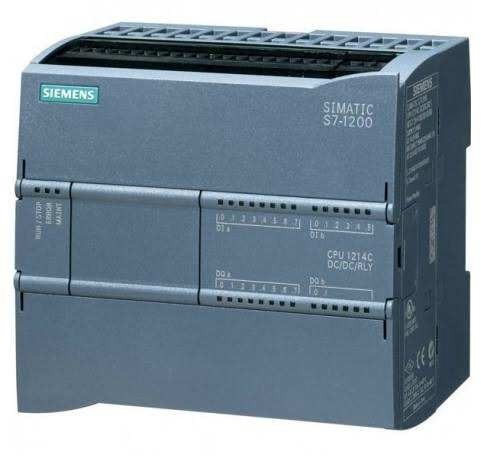 SIEMENS
SIMATIC
S7-1200
RUN / STOP
ERROR
MAINT
0 1 2 3 4 5 6 7
DI a
0 1 2 3 4 5
DI b
CPU 1214C
DC/DC/RLY
DQ a
0 1 2 3 4 5 6 7
DQ b
0 1